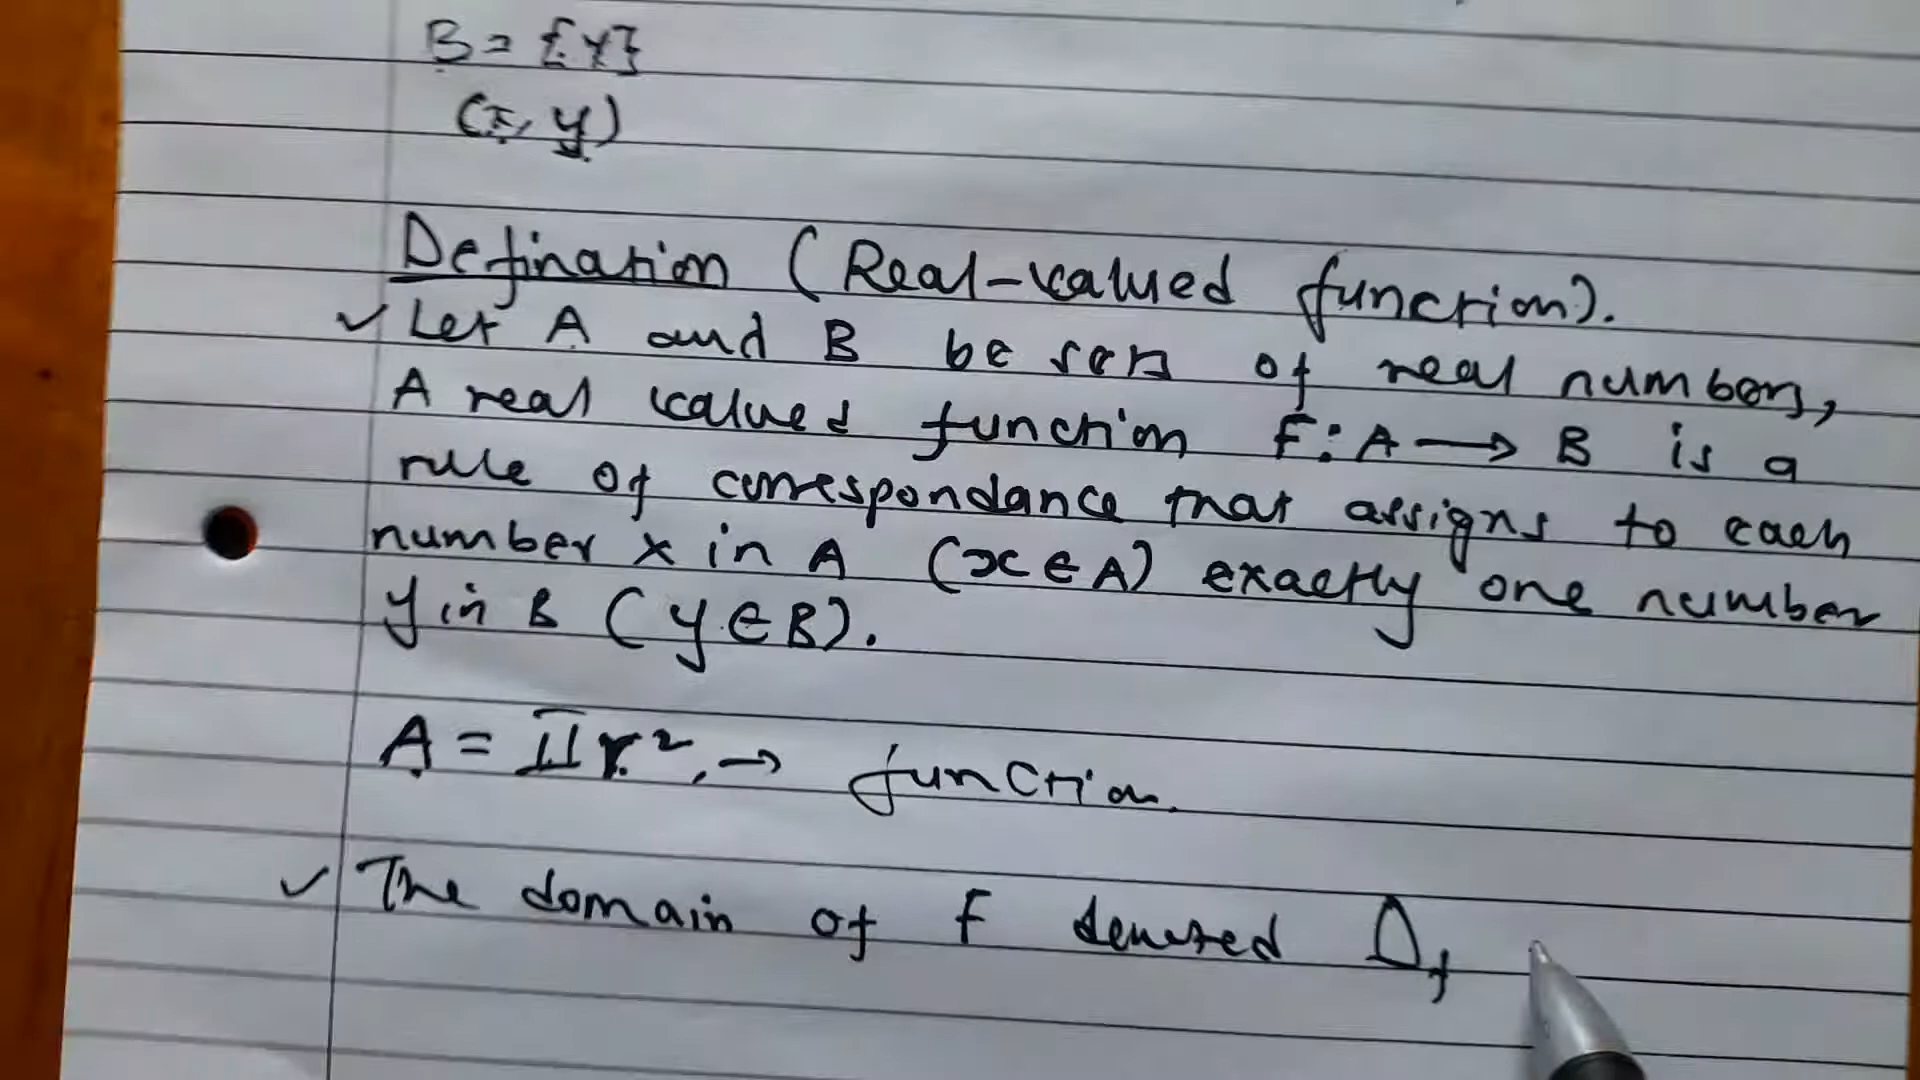 B = {Y}
(x, y)
Defination (Real-valued function).
✓ Let A and B be sets of real numbers,
A real valued function F: A → B is a
rule of correspondance that assigns to each
number x in A (x ∈ A) exactly one number
y in B (y ∈ B).
A = πr², → function.
✓ The domain of F denoted D_f